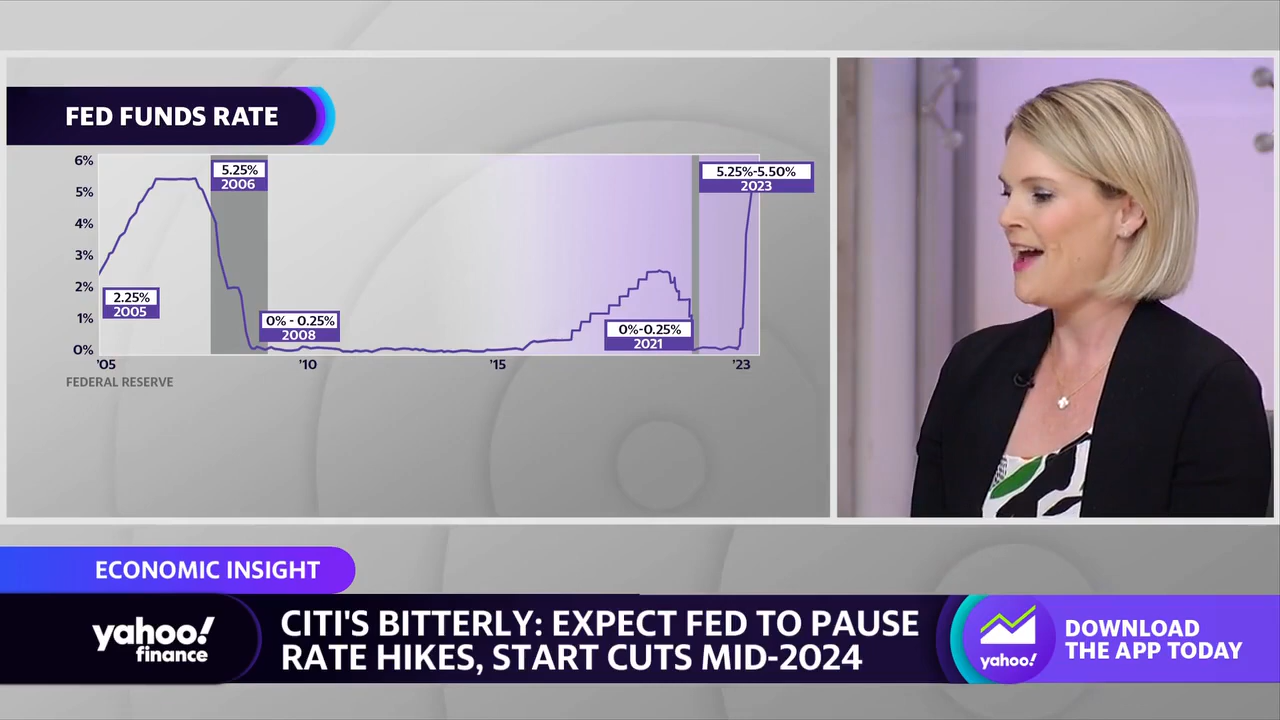 FED FUNDS RATE
6%
5%
4%
3%
2%
1%
0%
5.25%
2006
5.25%-5.50%
2023
2.25%
2005
0% - 0.25%
2008
0%-0.25%
2021
'05
'10
'15
'23
FEDERAL RESERVE
ECONOMIC INSIGHT
yahoo!
finance
CITI'S BITTERLY: EXPECT FED TO PAUSE
RATE HIKES, START CUTS MID-2024
yahoo!
DOWNLOAD
THE APP TODAY